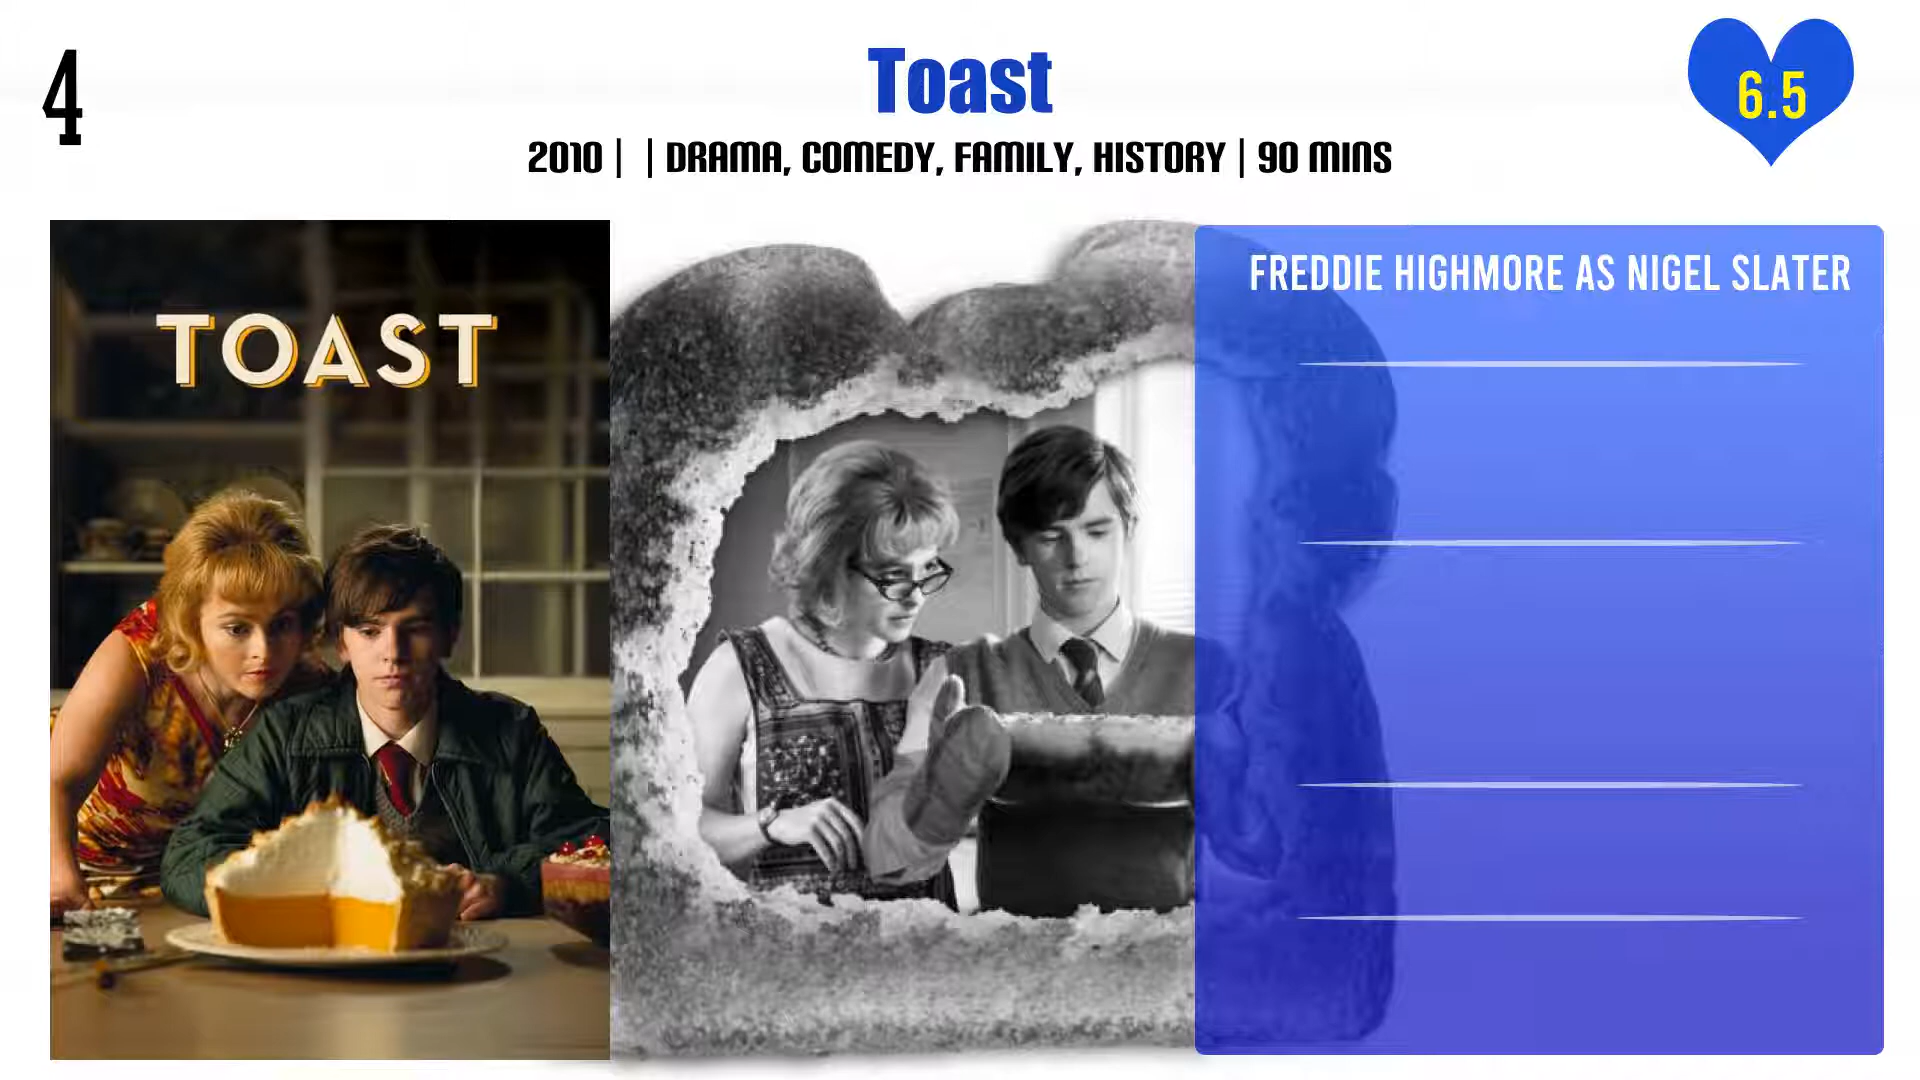 4
Toast
6.5
2010 | | DRAMA, COMEDY, FAMILY, HISTORY | 90 MINS
TOAST
FREDDIE HIGHMORE AS NIGEL SLATER